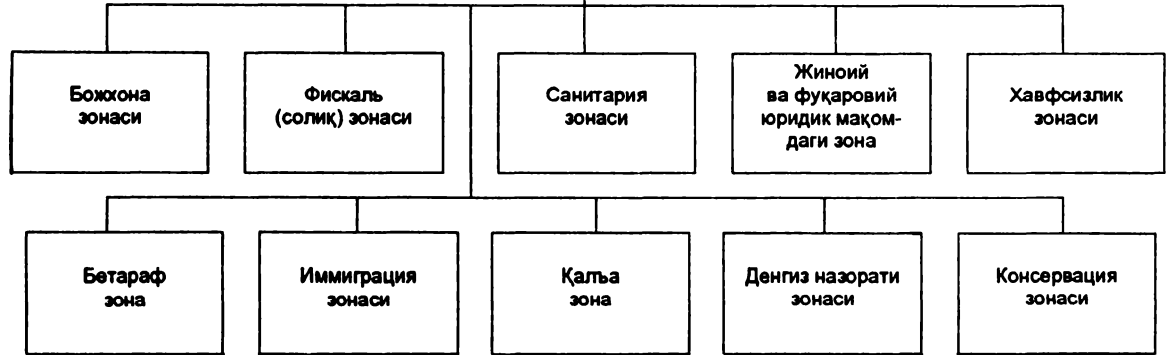 Божхона
зонаси
Фискаль
(солиқ) зонаси
Санитария
зонаси
Жиноий
ва фуқаровий
юридик мақом-
даги зона
Хавфсизлик
зонаси
Бетараф
зона
Иммиграция
зонаси
Қалъа
зона
Денгиз назорати
зонаси
Консервация
зонаси